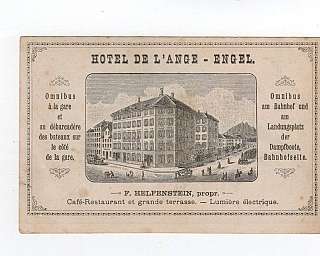 HOTEL DE L'ANGE - ENGEL.
Omnibus
à la gare
et
au débarcadère
des bateaux sur
le côté
de la gare.
Omnibus
am Bahnhof und
am
Landungsplatz
der
Dampfboote,
Bahnhofseite.
F. HELFENSTEIN, propr.
Café-Restaurant et grande terrasse. — Lumière électrique.